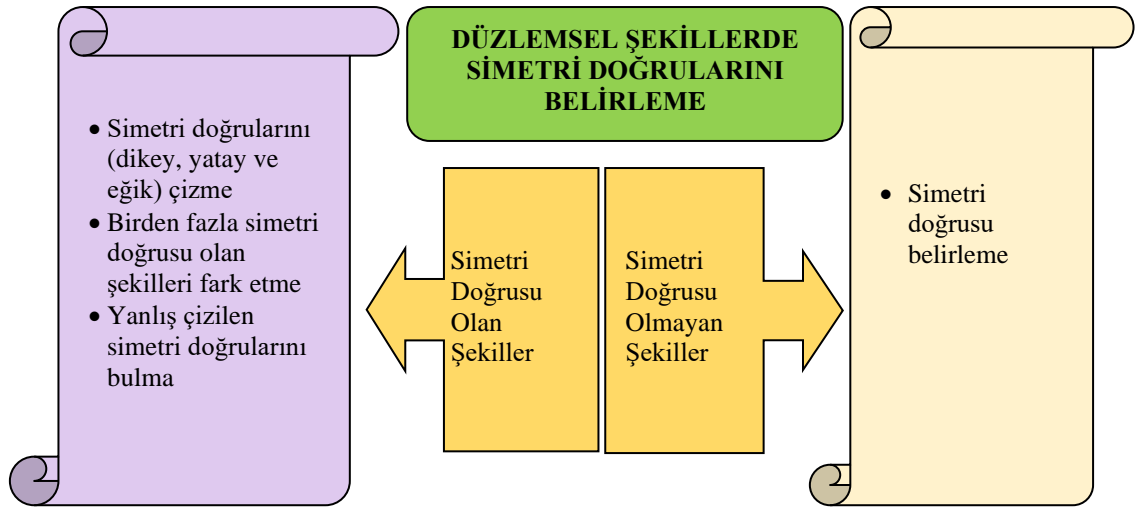 DÜZLEMSEL ŞEKİLLERDE
SİMETRİ DOĞRULARINI
BELİRLEME
• Simetri doğrularını
(dikey, yatay ve
eğik) çizme
• Birden fazla simetri
doğrusu olan
şekilleri fark etme
• Yanlış çizilen
simetri doğrularını
bulma
Simetri
Doğrusu
Olan
Şekiller
Simetri
Doğrusu
Olmayan
Şekiller
• Simetri
doğrusu
belirleme